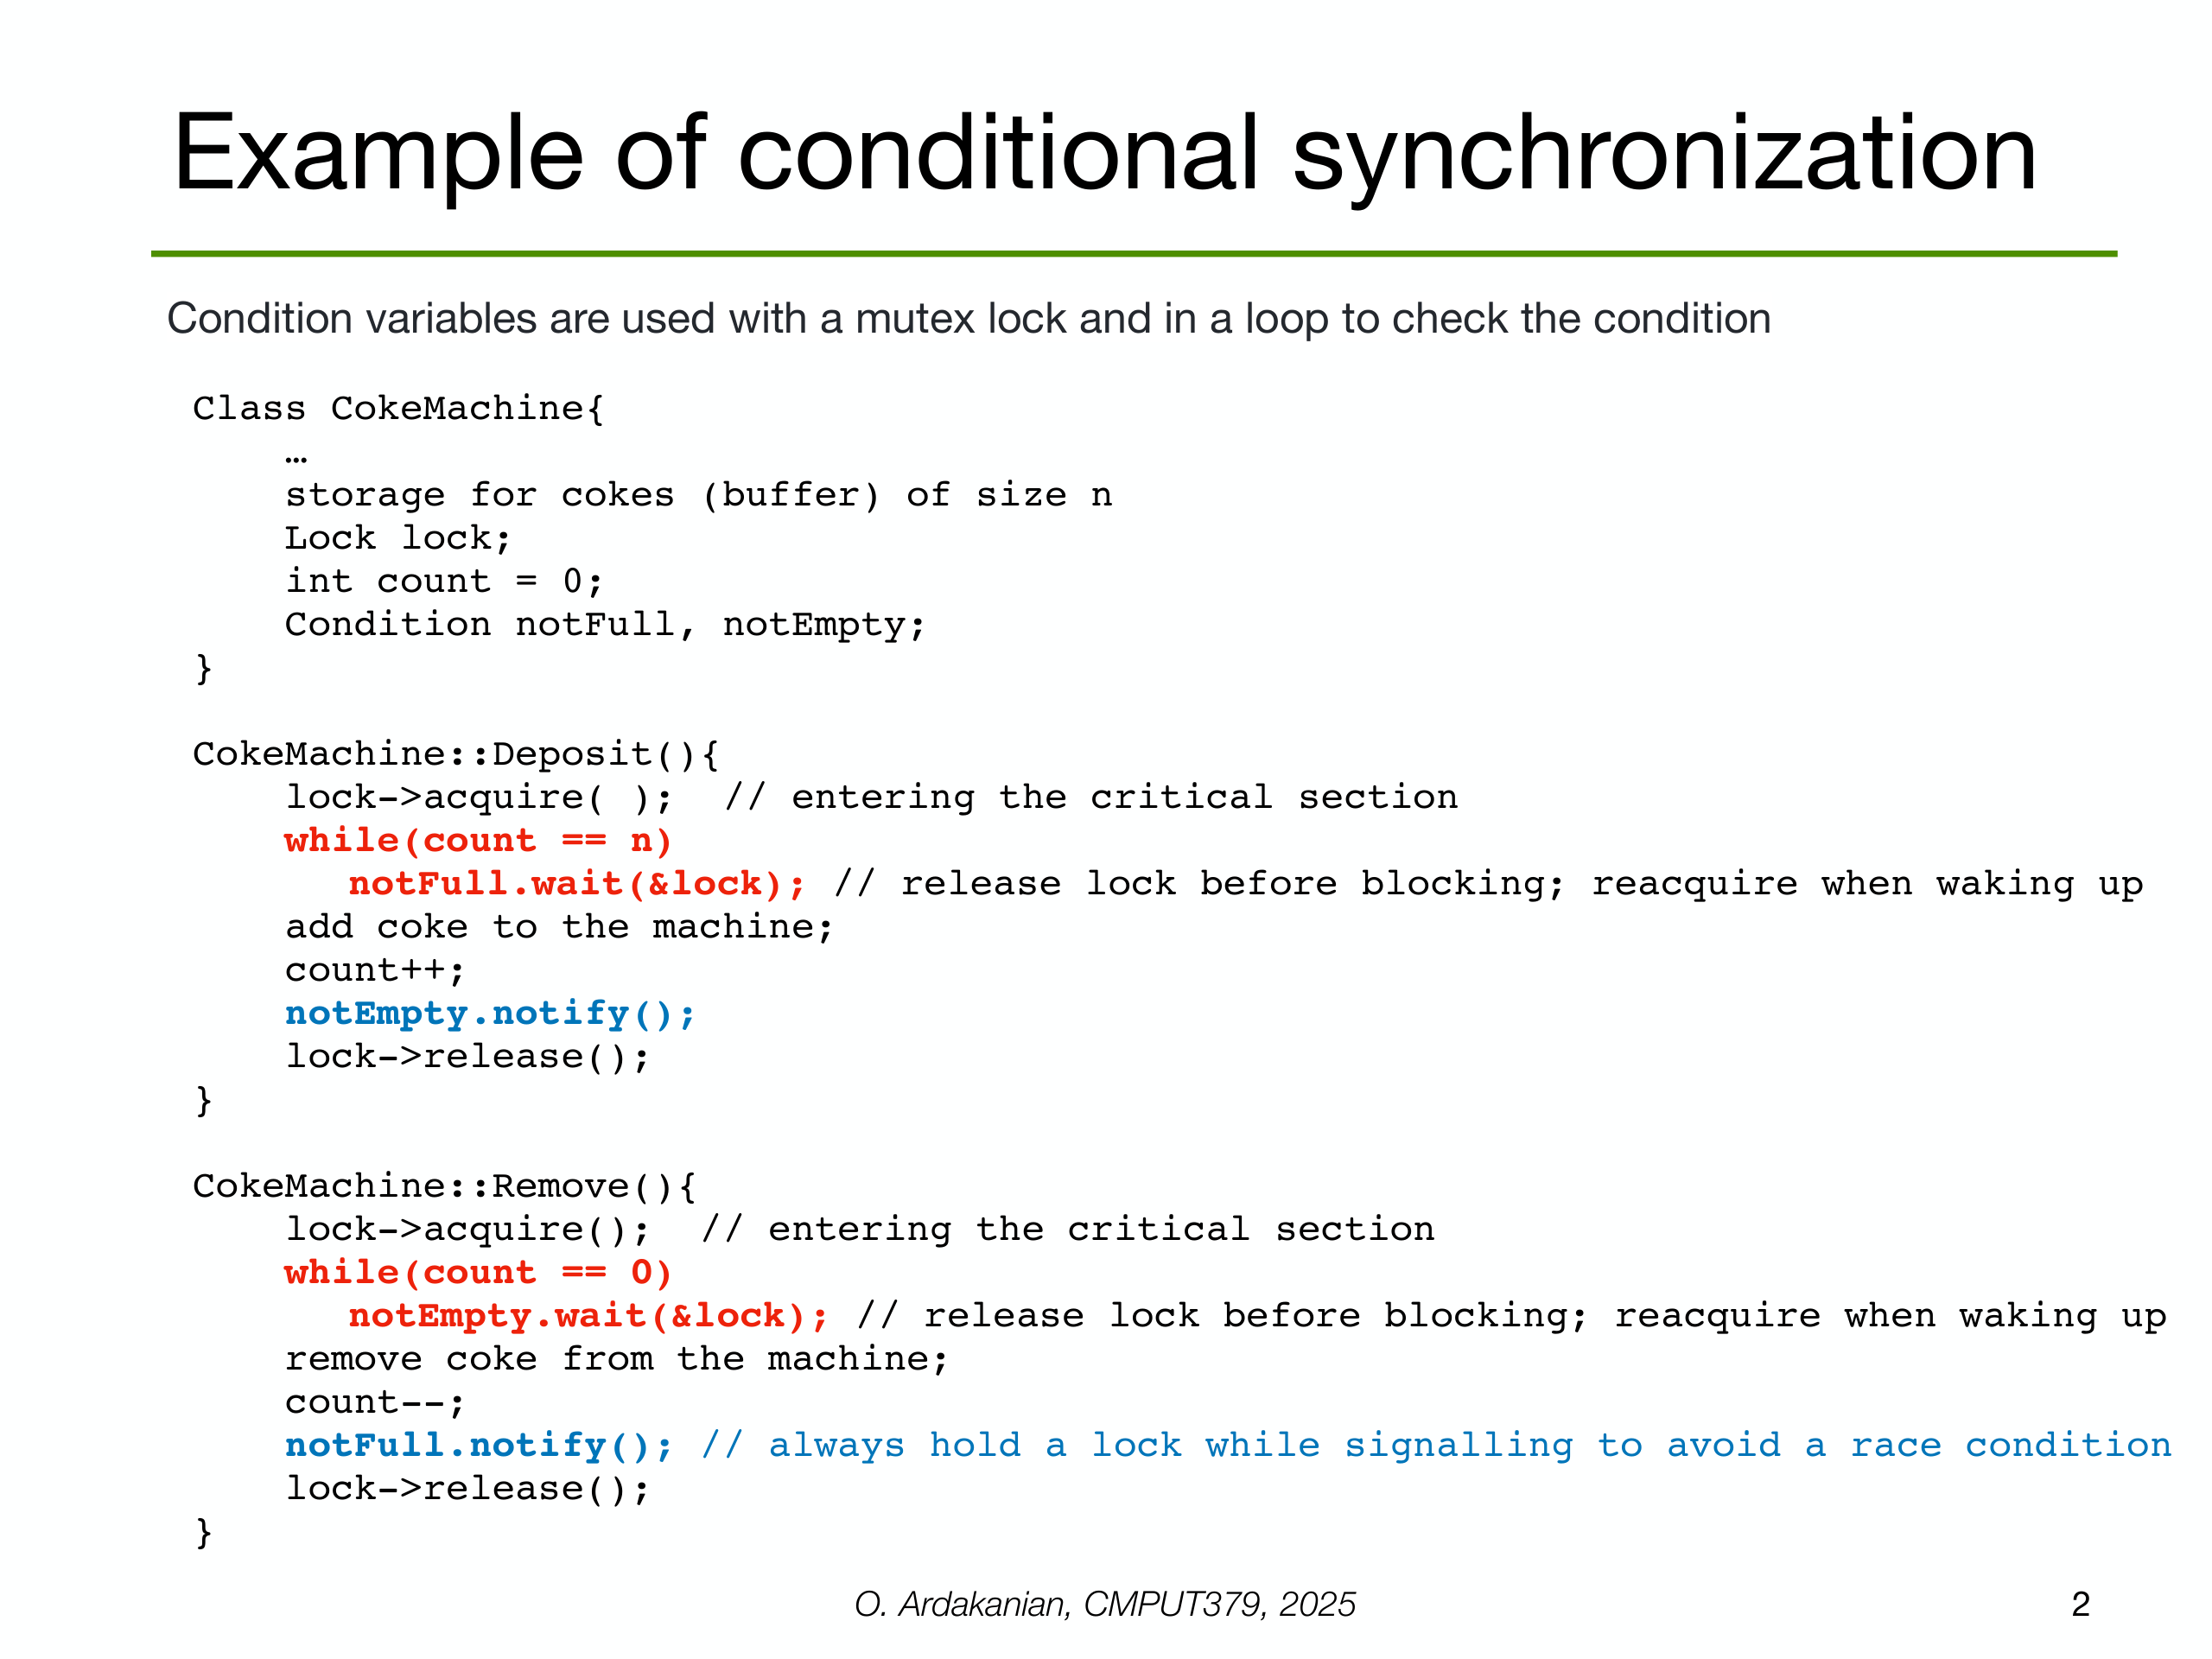 Example of conditional synchronization
Condition variables are used with a mutex lock and in a loop to check the condition
Class CokeMachine{
…
storage for cokes (buffer) of size n
Lock lock;
int count = 0;
Condition notFull, notEmpty;
}
CokeMachine::Deposit(){
lock->acquire( );  // entering the critical section
while(count == n)
notFull.wait(&lock); // release lock before blocking; reacquire when waking up
add coke to the machine;
count++;
notEmpty.notify();
lock->release();
}
CokeMachine::Remove(){
lock->acquire();  // entering the critical section
while(count == 0)
notEmpty.wait(&lock); // release lock before blocking; reacquire when waking up
remove coke from the machine;
count--;
notFull.notify(); // always hold a lock while signalling to avoid a race condition
lock->release();
}
O. Ardakanian, CMPUT379, 2025
2